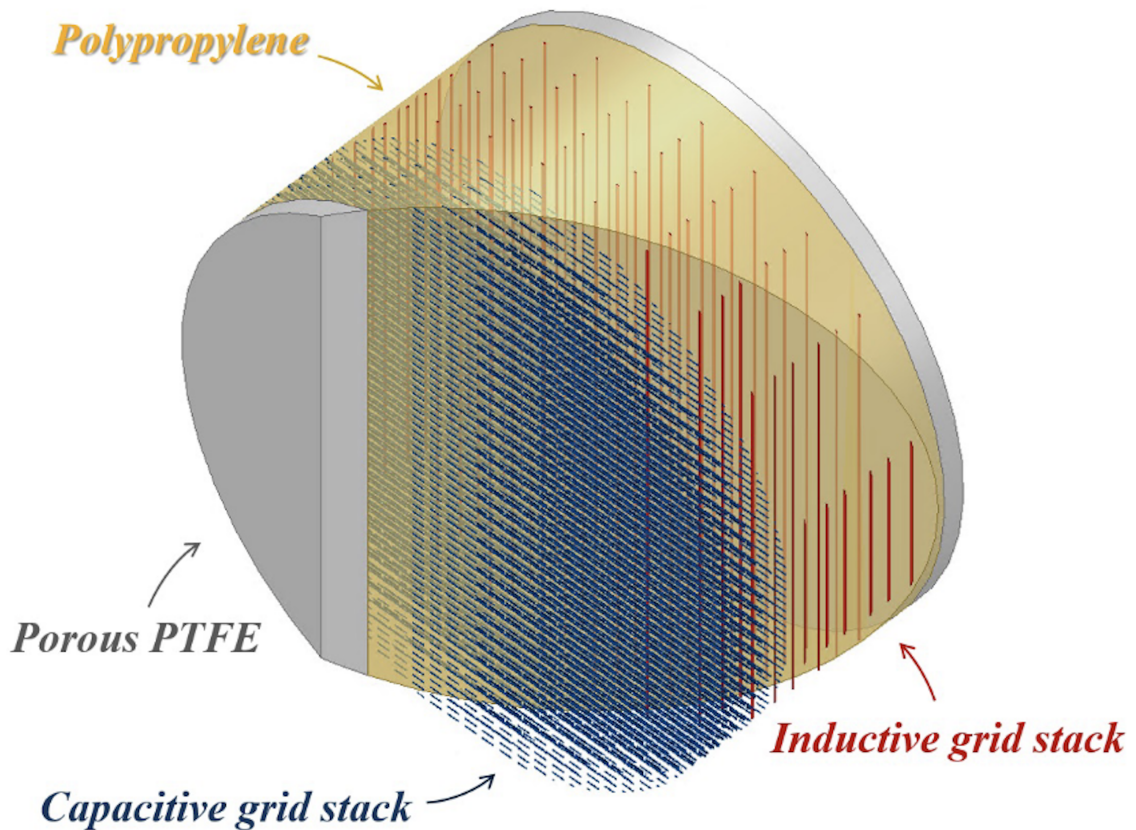 Polypropylene
Porous PTFE
Inductive grid stack
Capacitive grid stack